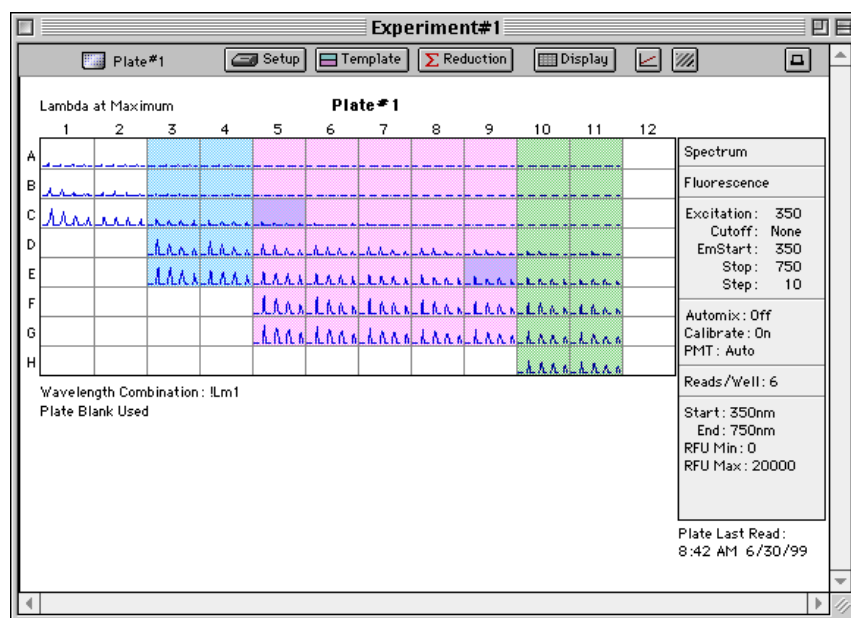 Experiment#1
Plate#1 Setup Template Σ Reduction Display
Lambda at Maximum Plate#1
1 2 3 4 5 6 7 8 9 10 11 12
A
B
C
D
E
F
G
H
Wavelength Combination: !Lm1
Plate Blank Used
Spectrum
Fluorescence
Excitation: 350
Cutoff: None
EmStart: 350
Stop: 750
Step: 10
Automix: Off
Calibrate: On
PMT: Auto
Reads/Well: 6
Start: 350nm
End: 750nm
RFU Min: 0
RFU Max: 20000
Plate Last Read:
8:42 AM 6/30/99